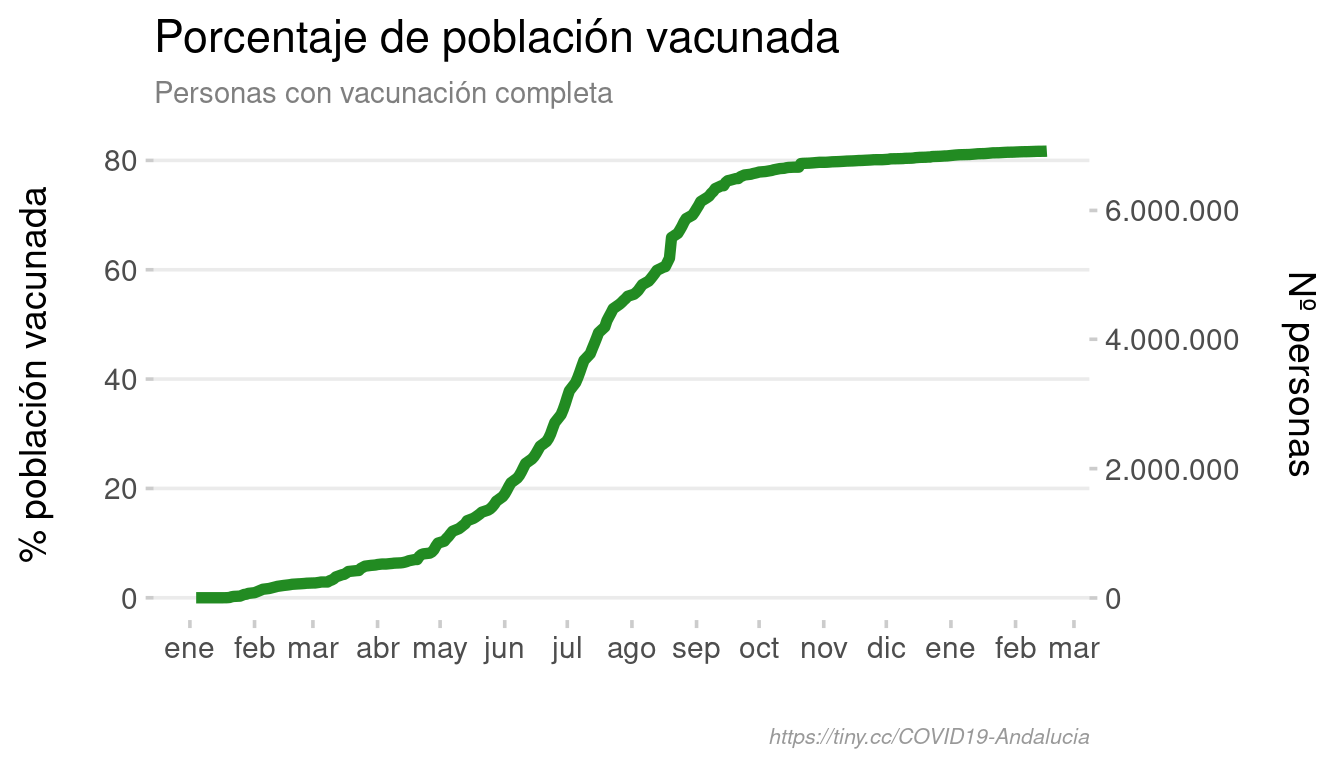 Porcentaje de población vacunada
Personas con vacunación completa
% población vacunada
80
60
40
20
0
6.000.000
4.000.000
2.000.000
0
Nº personas
ene feb mar abr may jun jul ago sep oct nov dic ene feb mar
https://tiny.cc/COVID19-Andalucia